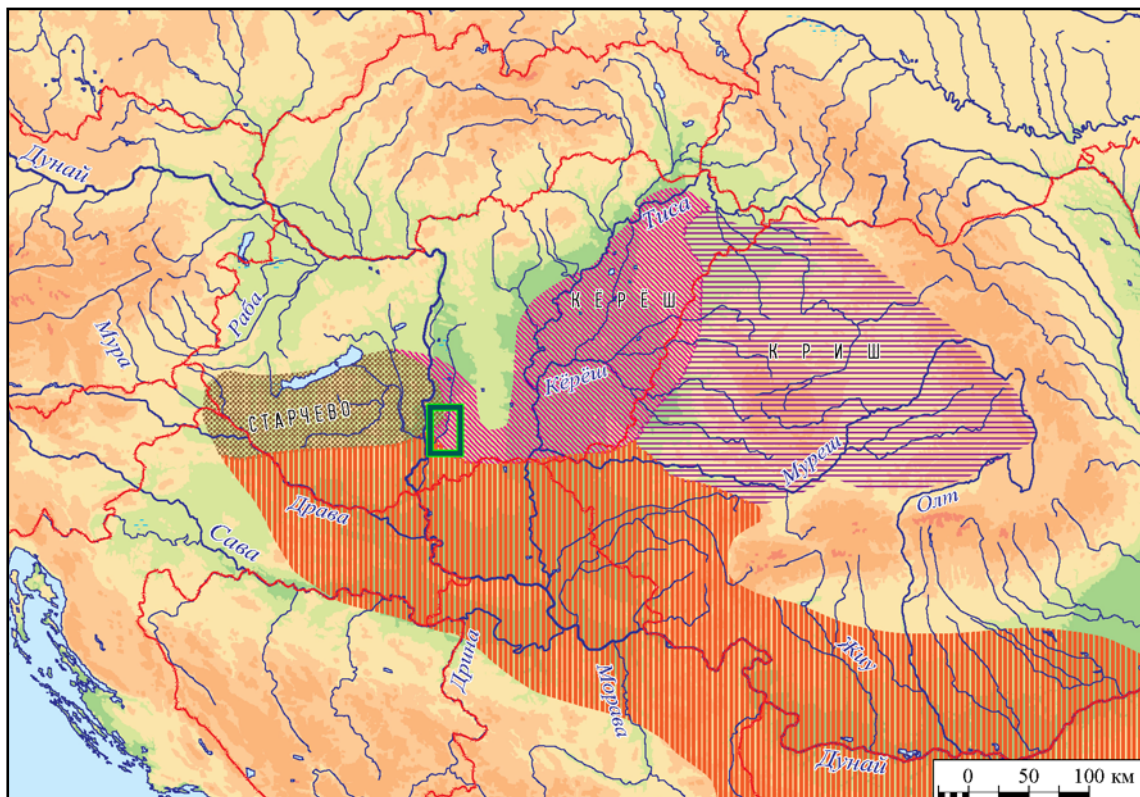 Дунай
Тиса
Раба
КЁРЁШ
Мура
КРИШ
Кёрёш
СТАРЧЕВО
Муреш
Олт
Драва
Сава
Дрина
Морава
Жиу
Дунай
0 50 100 км